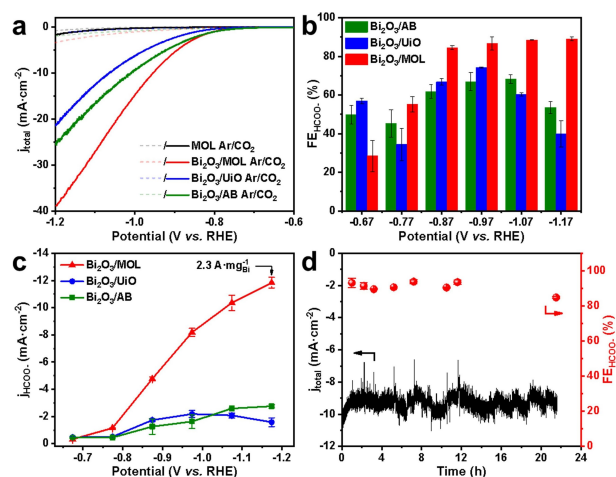 a
j_total (mA·cm⁻²)
0
-10
-20
-30
-40
-1.2 -1.0 -0.8 -0.6
Potential (V vs. RHE)
/ MOL Ar/CO₂
/ Bi₂O₃/MOL Ar/CO₂
/ Bi₂O₃/UiO Ar/CO₂
/ Bi₂O₃/AB Ar/CO₂
b
FE_HCOO- (%)
100
80
60
40
20
0
-0.67 -0.77 -0.87 -0.97 -1.07 -1.17
Potential (V vs. RHE)
Bi₂O₃/AB
Bi₂O₃/UiO
Bi₂O₃/MOL
c
j_HCOO- (mA·cm⁻²)
-14
-12
-10
-8
-6
-4
-2
0
-0.7 -0.8 -0.9 -1.0 -1.1 -1.2
Potential (V vs. RHE)
Bi₂O₃/MOL
Bi₂O₃/UiO
Bi₂O₃/AB
2.3 A·mg⁻¹_Bi
d
j_total (mA·cm⁻²)
-2
-4
-6
-8
-10
-12
0 4 8 12 16 20 24
Time (h)
FE_HCOO- (%)
100
80
60
40
20
0